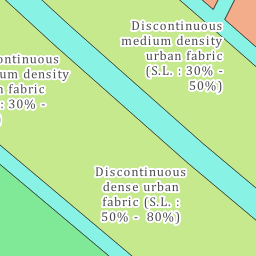 Discontinuous
medium density
urban fabric
(S.L. : 30% -
50%)
ontinuous
um density
n fabric
: 30% -
Discontinuous
dense urban
fabric (S.L. :
50% - 80%)